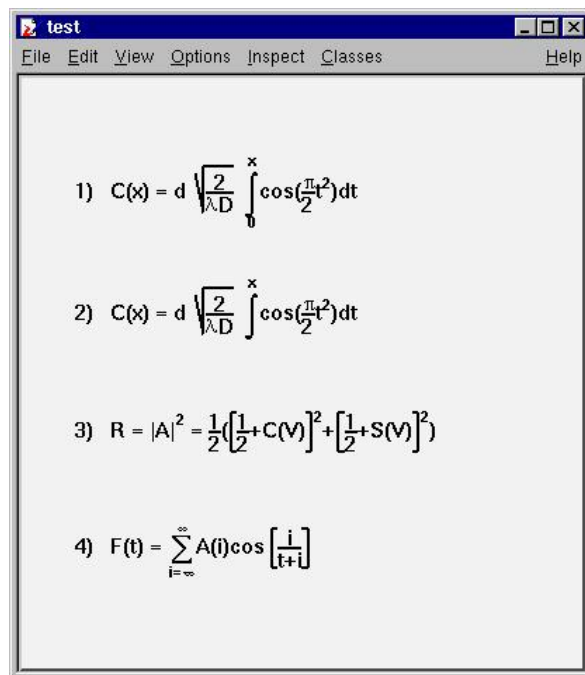 test
File Edit View Options Inspect Classes Help
1) C(x) = d √(2/λD) ∫₀ˣ cos(π/2 t²)dt
2) C(x) = d √(2/λD) ∫ˣ cos(π/2 t²)dt
3) R = |A|² = 1/2([1/2+C(V)]²+[1/2+S(V)]²)
4) F(t) = ∑_{i=∞}^{∞} A(i)cos [i/(t+i)]